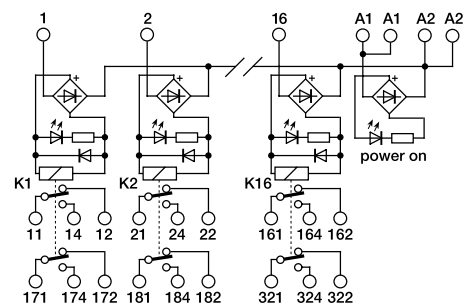 1 2 16 A1 A1 A2 A2
+ + + +
power on
K1 K2 K16
11 14 12 21 24 22 161 164 162
171 174 172 181 184 182 321 324 322